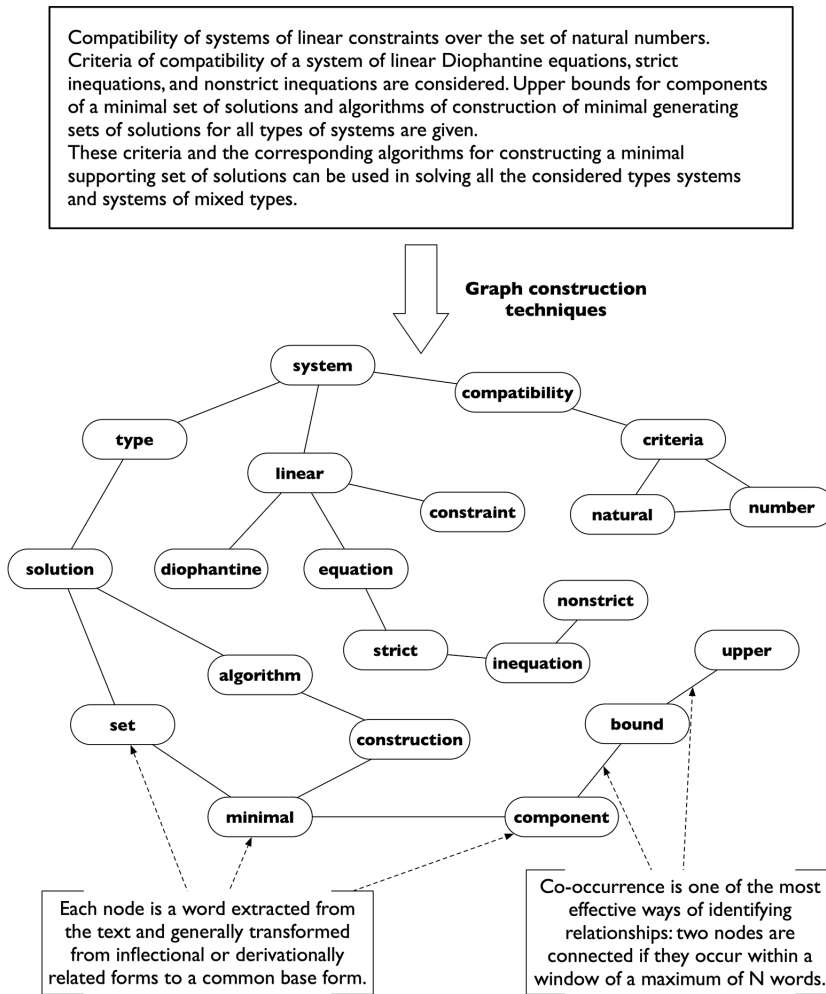 Compatibility of systems of linear constraints over the set of natural numbers.
Criteria of compatibility of a system of linear Diophantine equations, strict
inequations, and nonstrict inequations are considered. Upper bounds for components
of a minimal set of solutions and algorithms of construction of minimal generating
sets of solutions for all types of systems are given.
These criteria and the corresponding algorithms for constructing a minimal
supporting set of solutions can be used in solving all the considered types systems
and systems of mixed types.
Graph construction
techniques
system
compatibility
type
criteria
linear
constraint
natural
number
solution
diophantine
equation
nonstrict
strict
inequation
upper
algorithm
set
bound
construction
minimal
component
Each node is a word extracted from
the text and generally transformed
from inflectional or derivationally
related forms to a common base form.
Co-occurrence is one of the most
effective ways of identifying
relationships: two nodes are
connected if they occur within a
window of a maximum of N words.